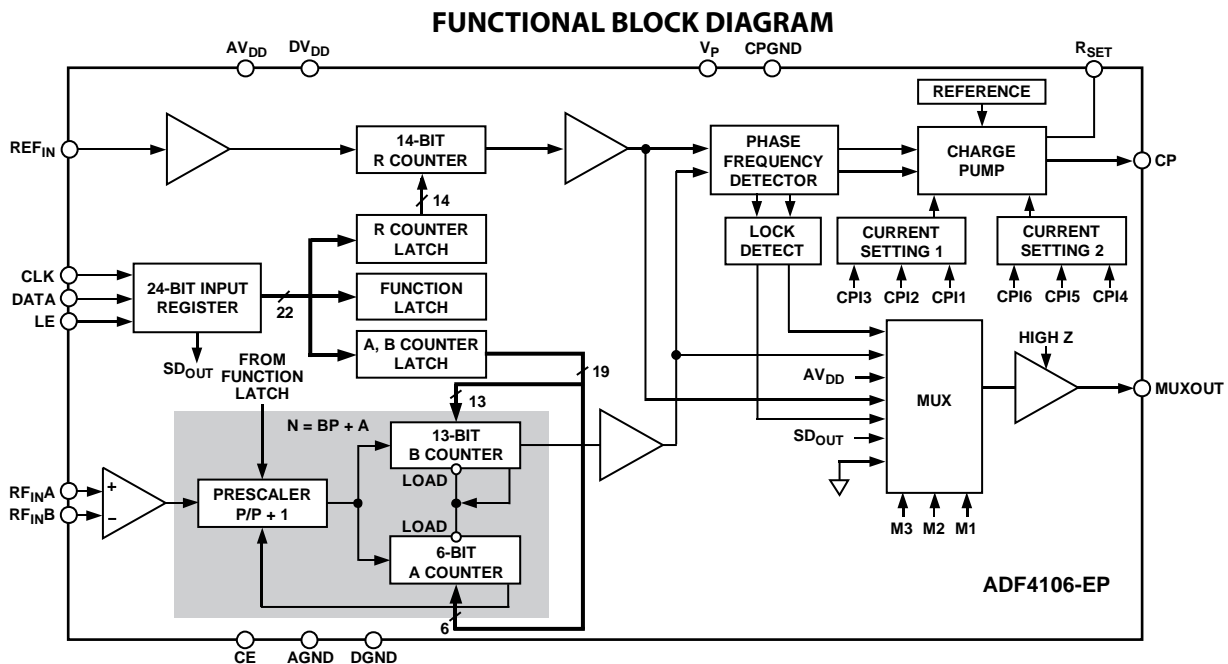 FUNCTIONAL BLOCK DIAGRAM
AVDD
DVDD
VP
CPGND
RSET
REFERENCE
REFIN
14-BIT
R COUNTER
PHASE
FREQUENCY
DETECTOR
CHARGE
PUMP
CP
14
R COUNTER
LATCH
LOCK
DETECT
CURRENT
SETTING 1
CURRENT
SETTING 2
CLK
DATA
LE
24-BIT INPUT
REGISTER
22
FUNCTION
LATCH
CPI3
CPI2
CPI1
CPI6
CPI5
CPI4
A, B COUNTER
LATCH
SDOUT
FROM
FUNCTION
LATCH
19
HIGH Z
AVDD
MUX
MUXOUT
13
N = BP + A
13-BIT
B COUNTER
SDOUT
LOAD
RFINA
RFINB
+
–
PRESCALER
P/P + 1
LOAD
M3
M2
M1
6-BIT
A COUNTER
ADF4106-EP
6
CE
AGND
DGND